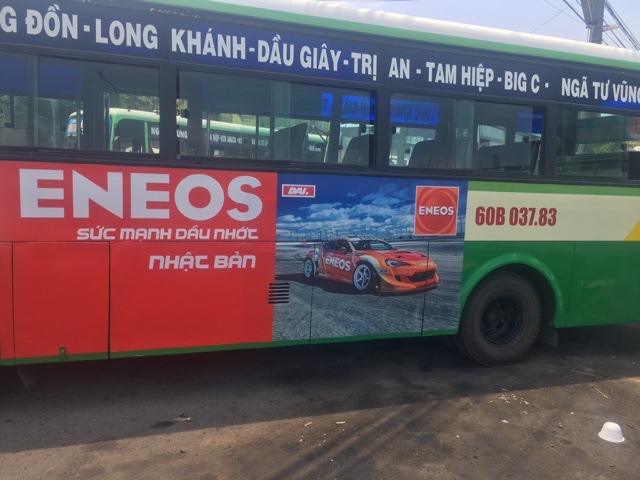 G ĐỒN - LONG KHÁNH - DẦU GIÂY - TRỊ AN - TAM HIỆP - BIG C - NGÃ TƯ VŨNG
ENEOS
SỨC MẠNH DẦU NHỚT
NHẬT BẢN
DAI
ENEOS
ENEOS
60B 037.83